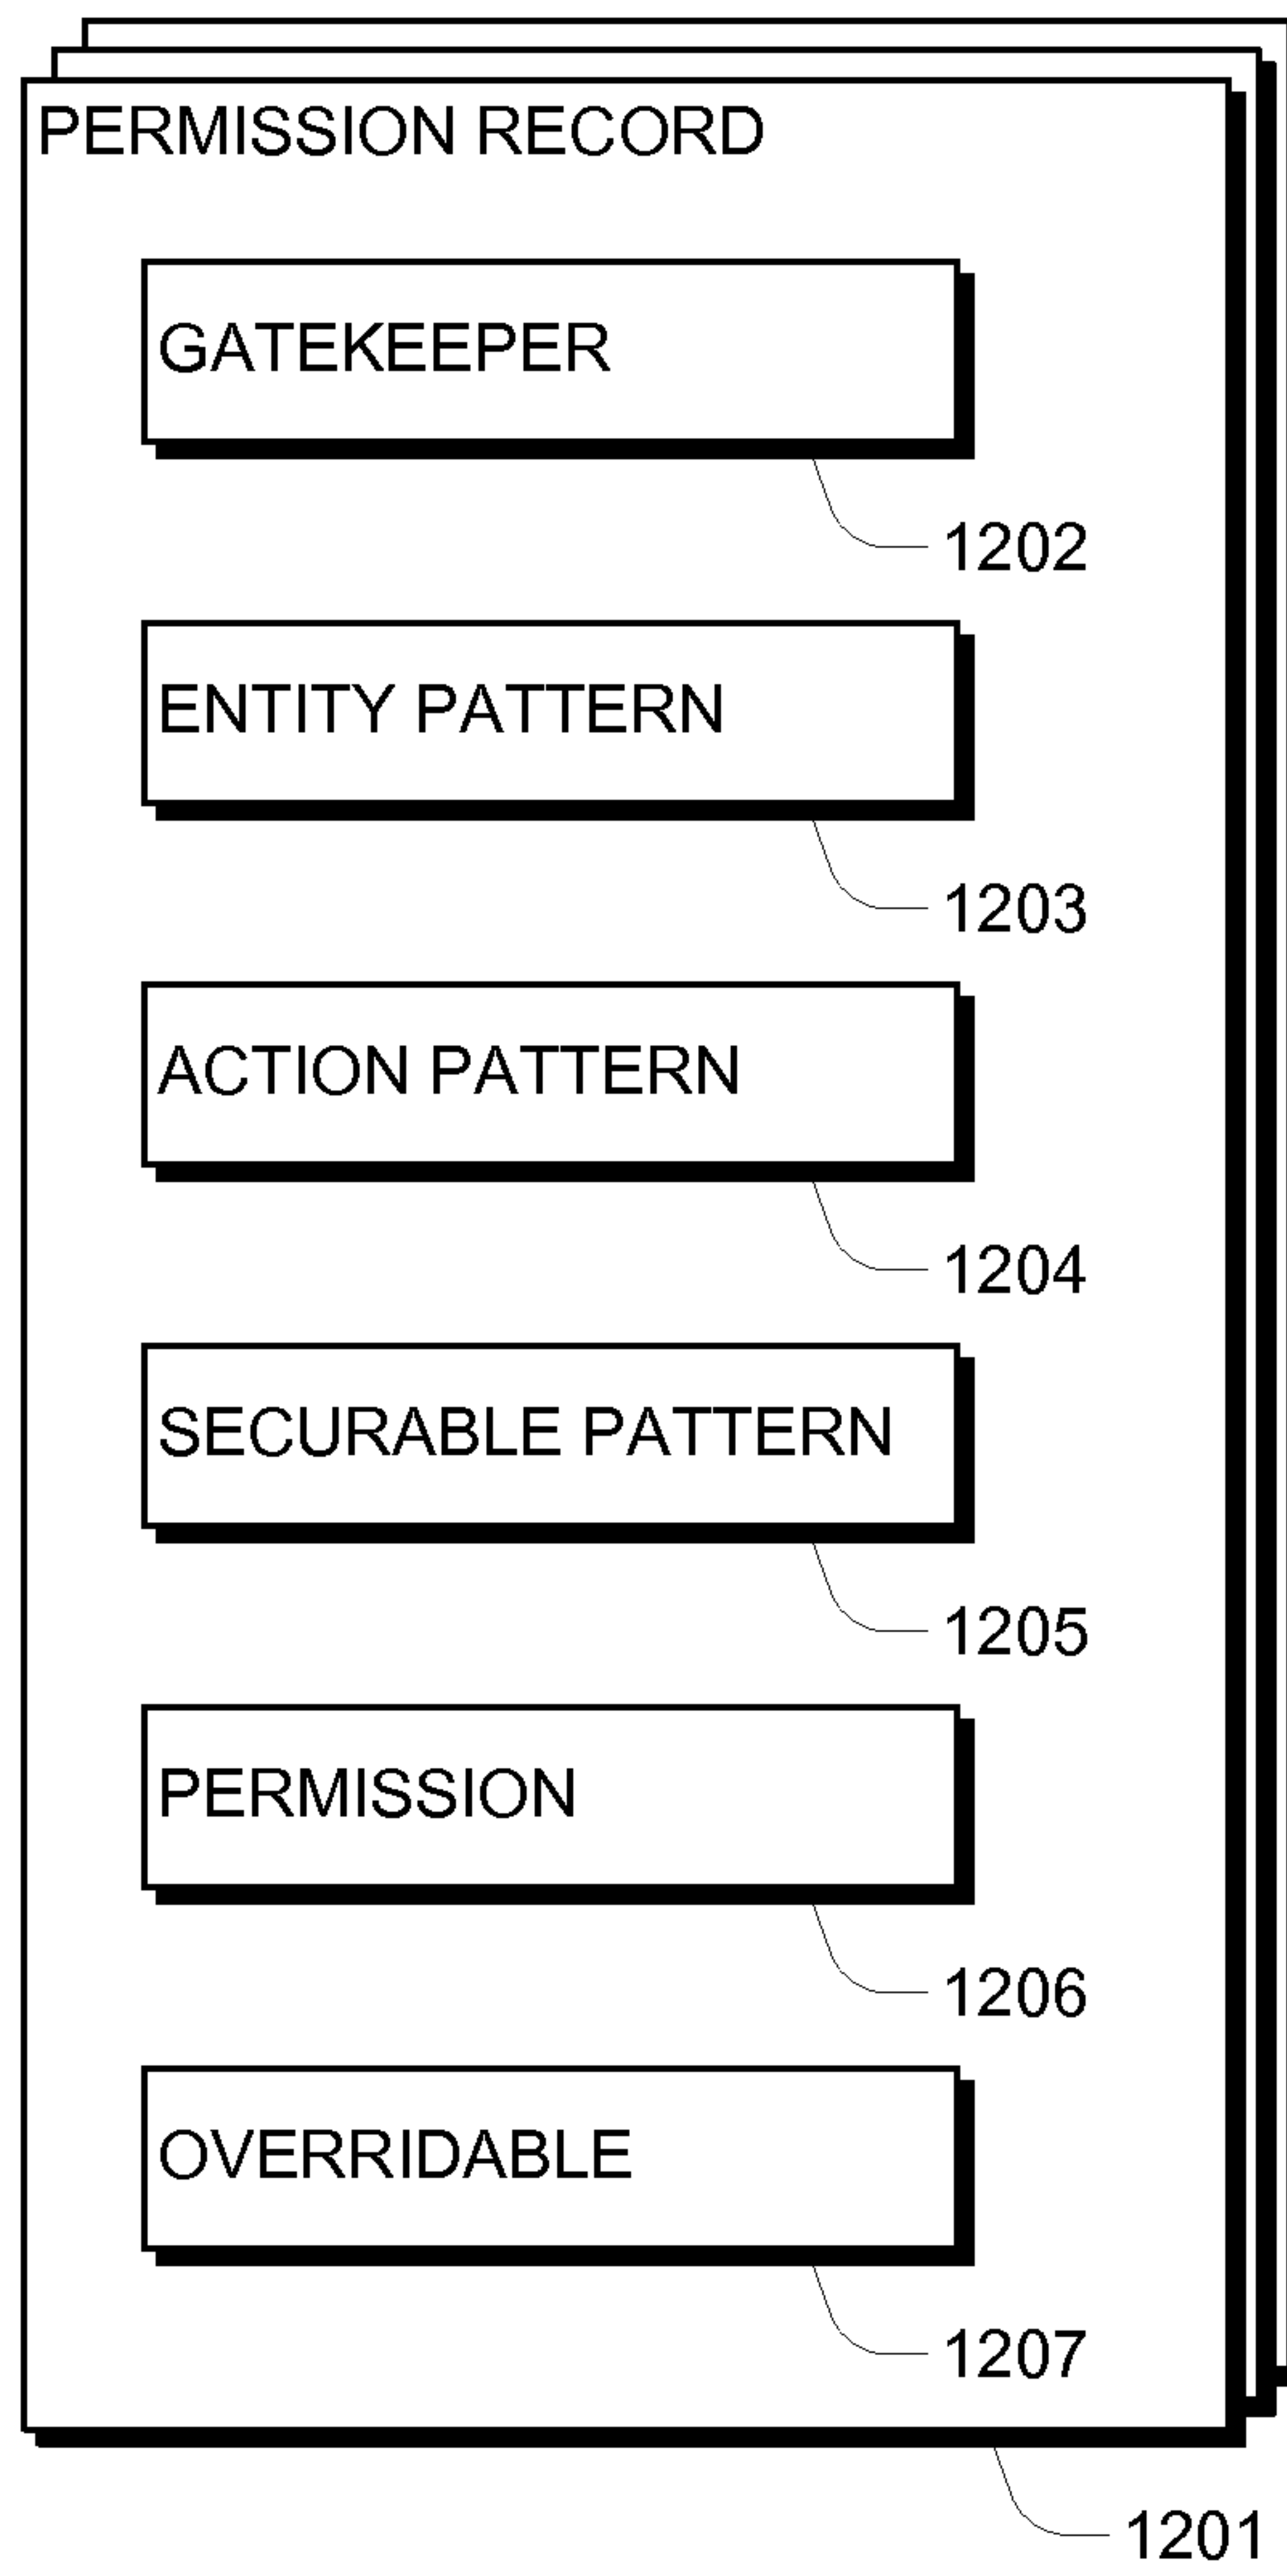 PERMISSION RECORD
GATEKEEPER
1202
ENTITY PATTERN
1203
ACTION PATTERN
1204
SECURABLE PATTERN
1205
PERMISSION
1206
OVERRIDABLE
1207
1201